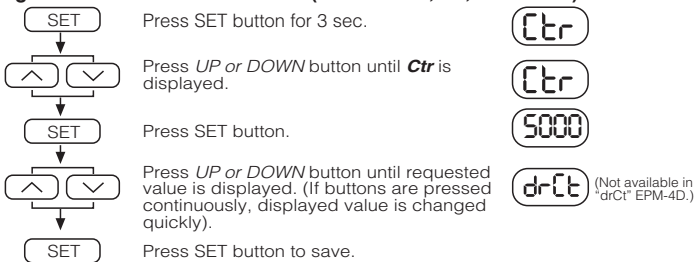 SET Press SET button for 3 sec. Ctr
Press UP or DOWN button until Ctr is
displayed.
Ctr
SET Press SET button. 5000
Press UP or DOWN button until requested
value is displayed. (If buttons are pressed
continuously, displayed value is changed
quickly).
drCt (Not available in
"drCt" EPM-4D.)
SET Press SET button to save.